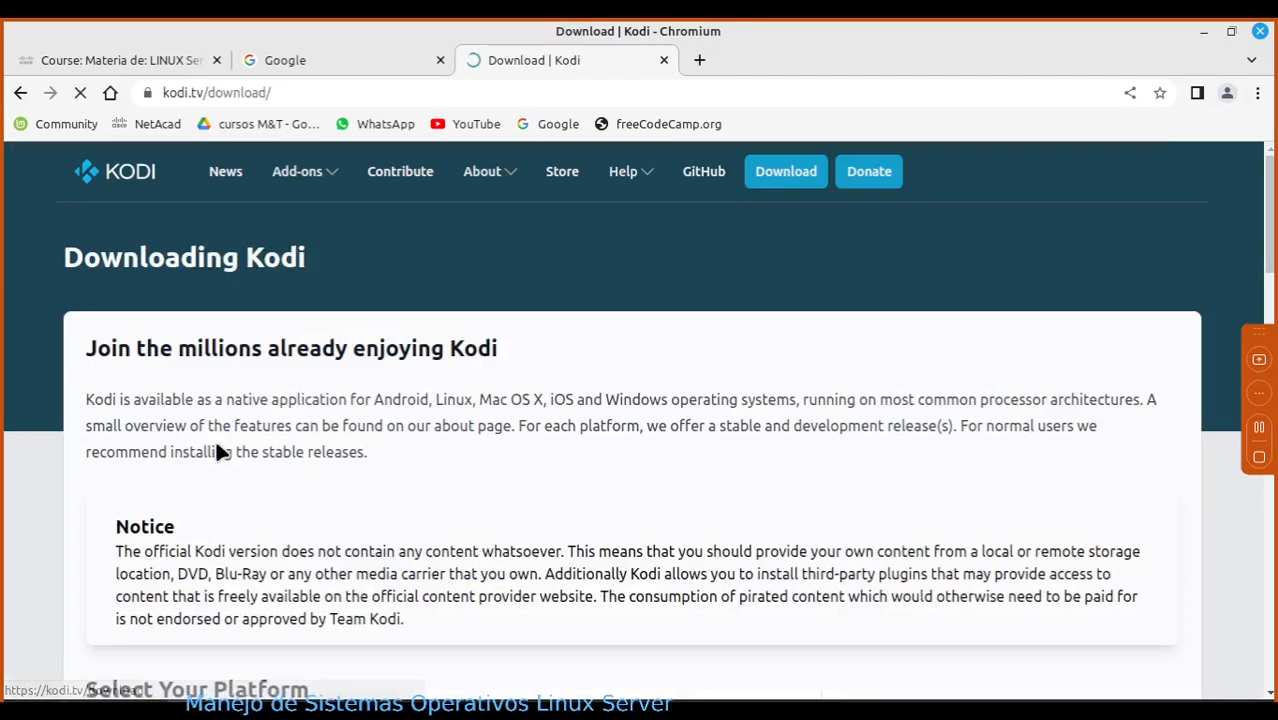 Download | Kodi - Chromium
Course: Materia de: LINUX Ser
Google
Download | Kodi
kodi.tv/download/
Community
NetAcad
cursos M&T - Go...
WhatsApp
YouTube
Google
freeCodeCamp.org
KODI
News
Add-ons
Contribute
About
Store
Help
GitHub
Download
Donate
Downloading Kodi
Join the millions already enjoying Kodi
Kodi is available as a native application for Android, Linux, Mac OS X, iOS and Windows operating systems, running on most common processor architectures. A
small overview of the features can be found on our about page. For each platform, we offer a stable and development release(s). For normal users we
recommend installing the stable releases.
Notice
The official Kodi version does not contain any content whatsoever. This means that you should provide your own content from a local or remote storage
location, DVD, Blu-Ray or any other media carrier that you own. Additionally Kodi allows you to install third-party plugins that may provide access to
content that is freely available on the official content provider website. The consumption of pirated content which would otherwise need to be paid for
is not endorsed or approved by Team Kodi.
Select Your Platform
https://kodi.tv/download
Manejo de Sistemas Operativos Linux Server